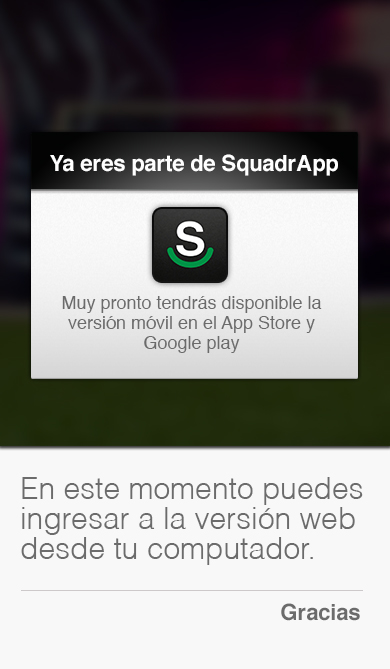 Ya eres parte de SquadrApp
S
Muy pronto tendrás disponible la
versión móvil en el App Store y
Google play
En este momento puedes
ingresar a la versión web
desde tu computador.
Gracias